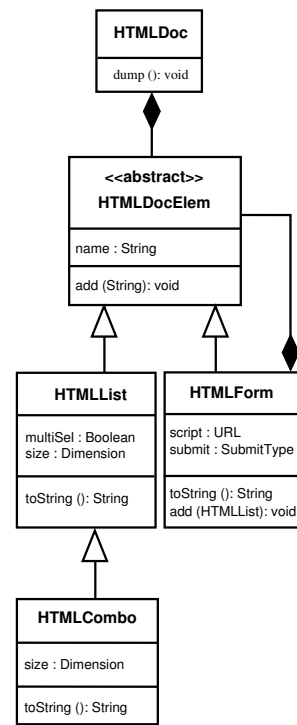 HTMLDoc
dump (): void
<<abstract>>
HTMLDocElem
name : String
add (String): void
HTMLList
multiSel : Boolean
size : Dimension
toString (): String
HTMLForm
script : URL
submit : SubmitType
toString (): String
add (HTMLList): void
HTMLCombo
size : Dimension
toString (): String